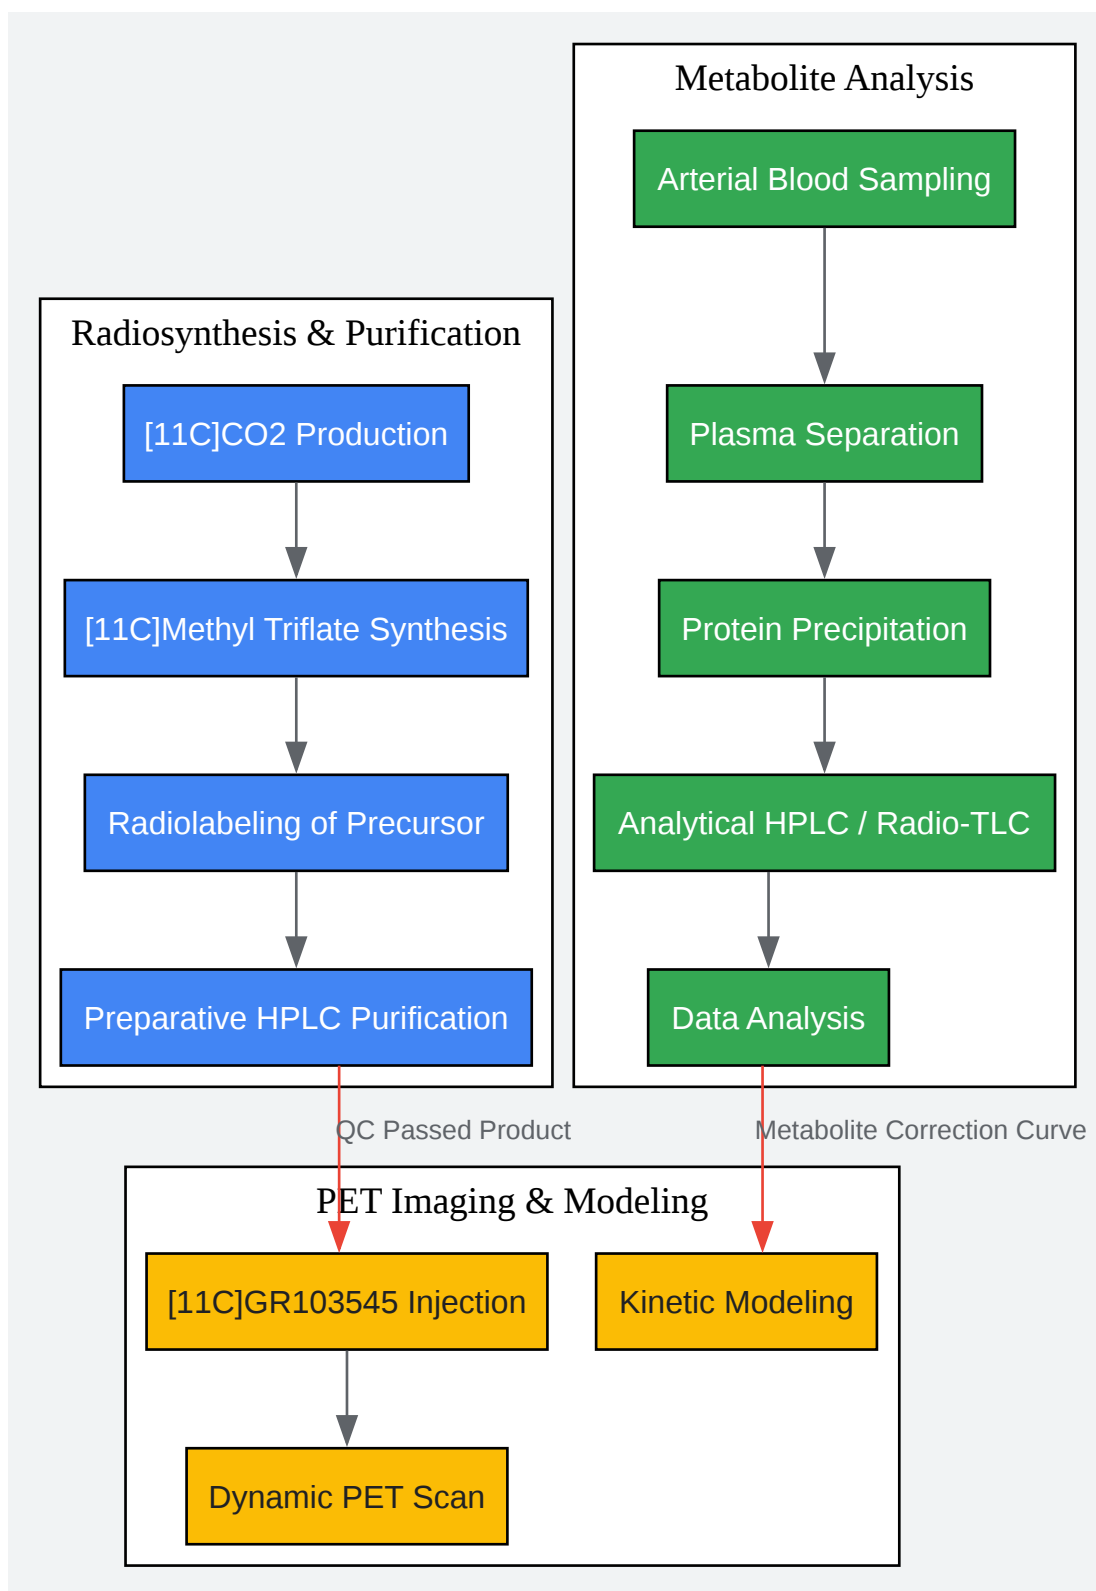 Metabolite Analysis
Arterial Blood Sampling
Plasma Separation
Protein Precipitation
Analytical HPLC / Radio-TLC
Data Analysis
Metabolite Correction Curve
Radiosynthesis & Purification
[11C]CO2 Production
[11C]Methyl Triflate Synthesis
Radiolabeling of Precursor
Preparative HPLC Purification
QC Passed Product
PET Imaging & Modeling
[11C]GR103545 Injection
Kinetic Modeling
Dynamic PET Scan